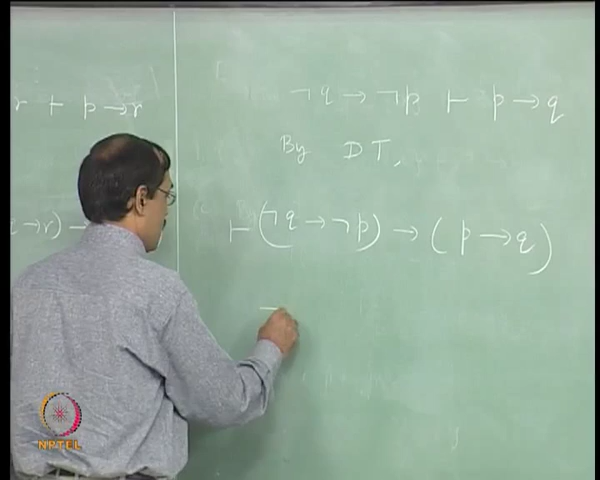 r ⊢ p → r
q → r) →
¬q → ¬p ⊢ p → q
By DT,
⊢ (¬q → ¬p) → (p → q)
NPTEL